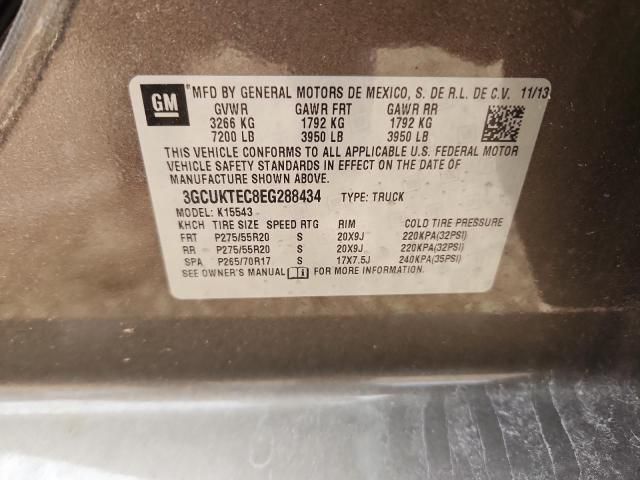 GM
MFD BY GENERAL MOTORS DE MEXICO, S. DE R.L. DE C.V. 11/13
GVWR GAWR FRT GAWR RR
3266 KG 1792 KG 1792 KG
7200 LB 3950 LB 3950 LB
THIS VEHICLE CONFORMS TO ALL APPLICABLE U.S. FEDERAL MOTOR
VEHICLE SAFETY STANDARDS IN EFFECT ON THE DATE OF
MANUFACTURE SHOWN ABOVE.
3GCUKTEC8EG288434 TYPE: TRUCK
MODEL: K15543
KHCH TIRE SIZE SPEED RTG RIM COLD TIRE PRESSURE
FRT P275/55R20 S 20X9J 220KPA(32PSI)
RR P275/55R20 S 20X9J 220KPA(32PSI)
SPA P265/70R17 S 17X7.5J 240KPA(35PSI)
SEE OWNER'S MANUAL FOR MORE INFORMATION.